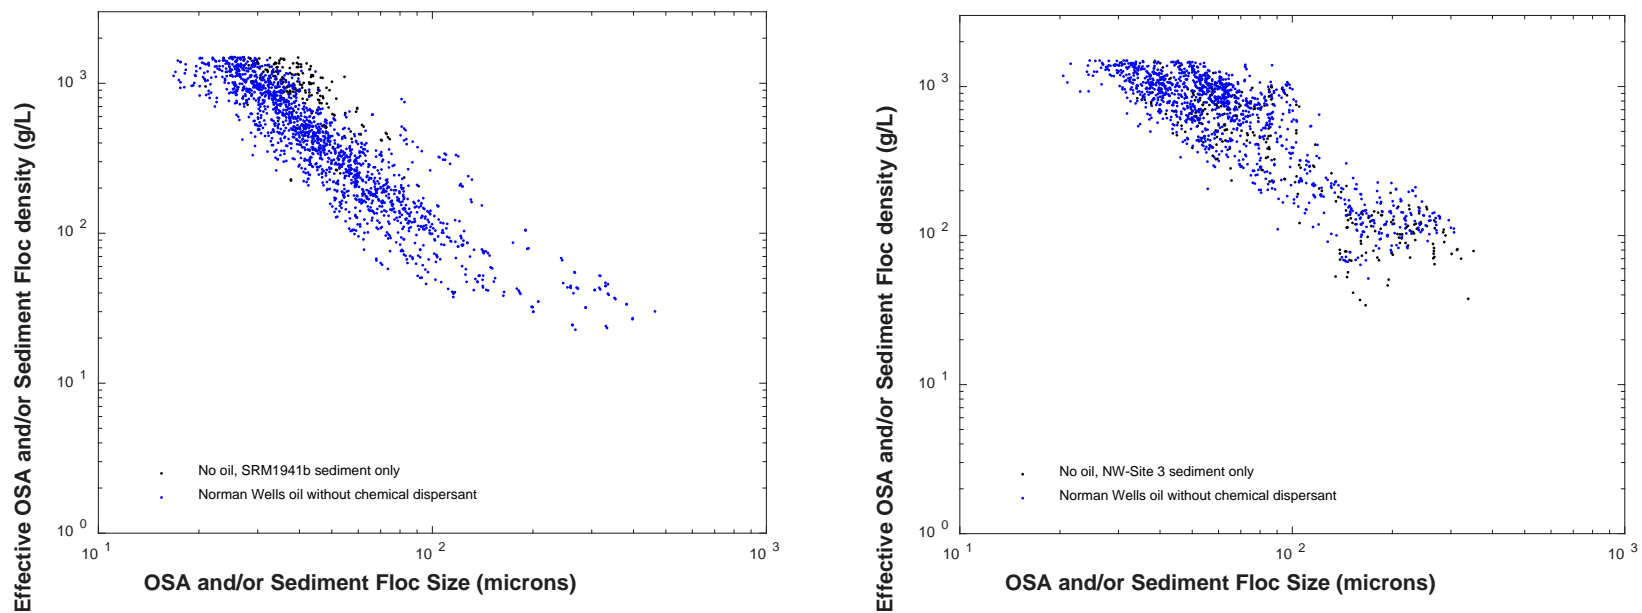 Effective OSA and/or Sediment Floc density (g/L)
10 3
10 2
10 1
10 0
No oil, SRM1941b sediment only
Norman Wells oil without chemical dispersant
10 1
10 2
10 3
OSA and/or Sediment Floc Size (microns)
Effective OSA and/or Sediment Floc density (g/L)
10 3
10 2
10 1
10 0
No oil, NW-Site 3 sediment only
Norman Wells oil without chemical dispersant
10 1
10 2
10 3
OSA and/or Sediment Floc Size (microns)